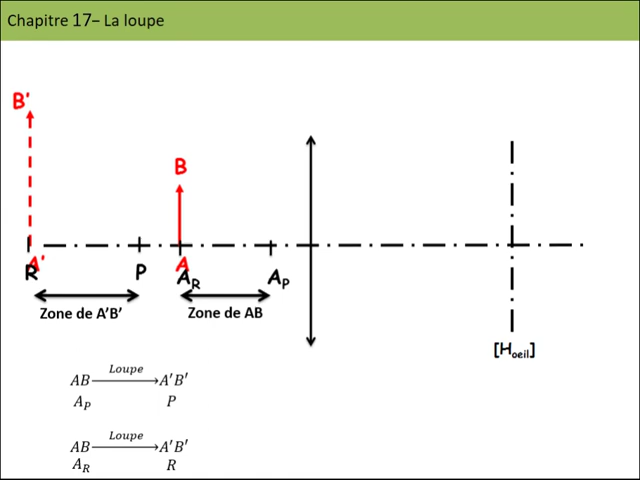 Chapitre 17– La loupe
B'
B
A'
R
P
A
A_R
A_P
Zone de A'B'
Zone de AB
[H_oeil]
Loupe
AB → A'B'
A_P P
Loupe
AB → A'B'
A_R R